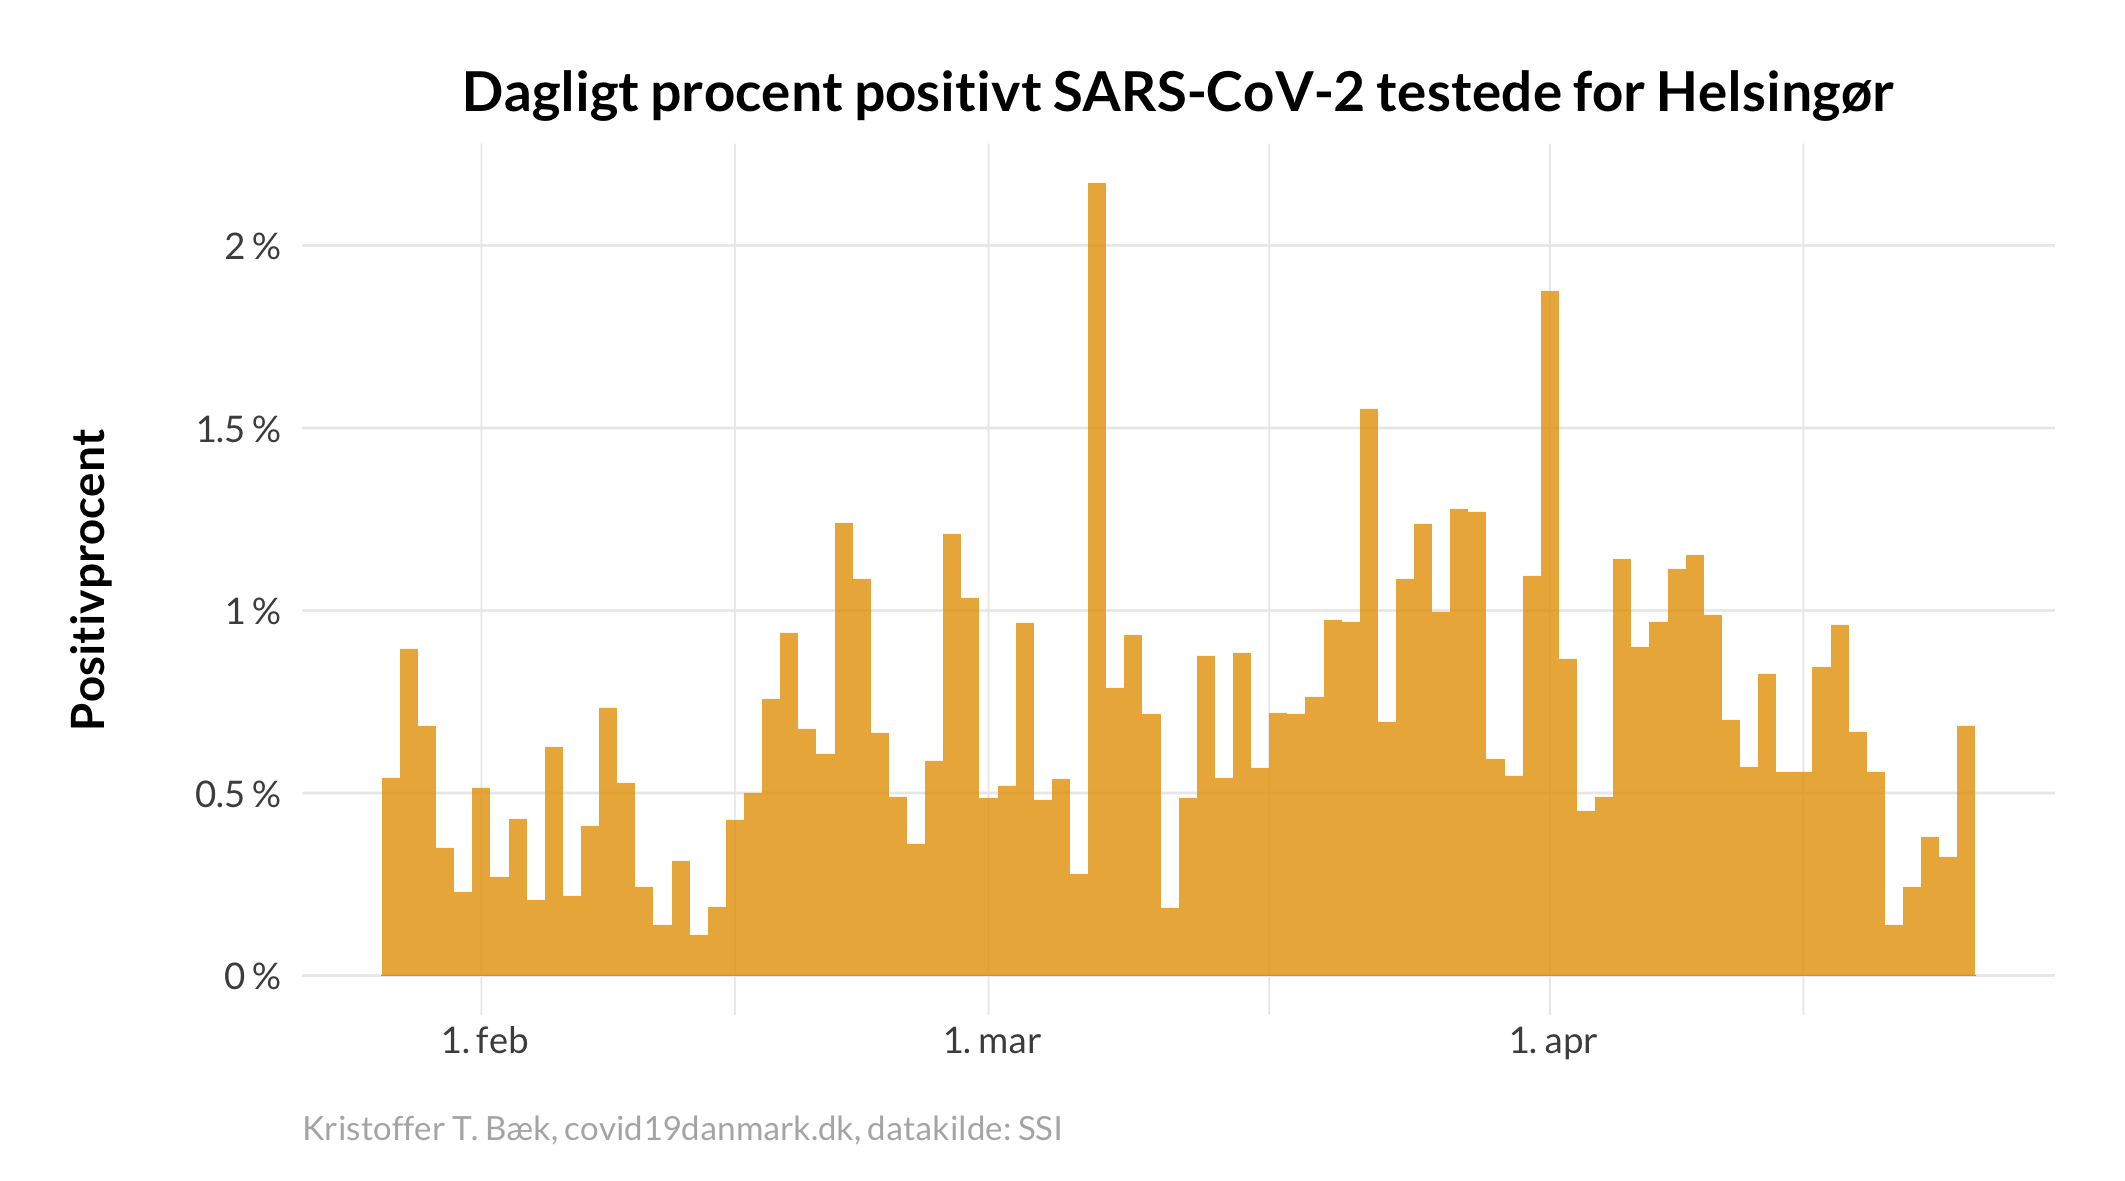 Dagligt procent positivt SARS-CoV-2 testede for Helsingør
Positivprocent
2 %
1.5 %
1 %
0.5 %
0 %
1. feb
1. mar
1. apr
Kristoffer T. Bæk, covid19danmark.dk, datakilde: SSI